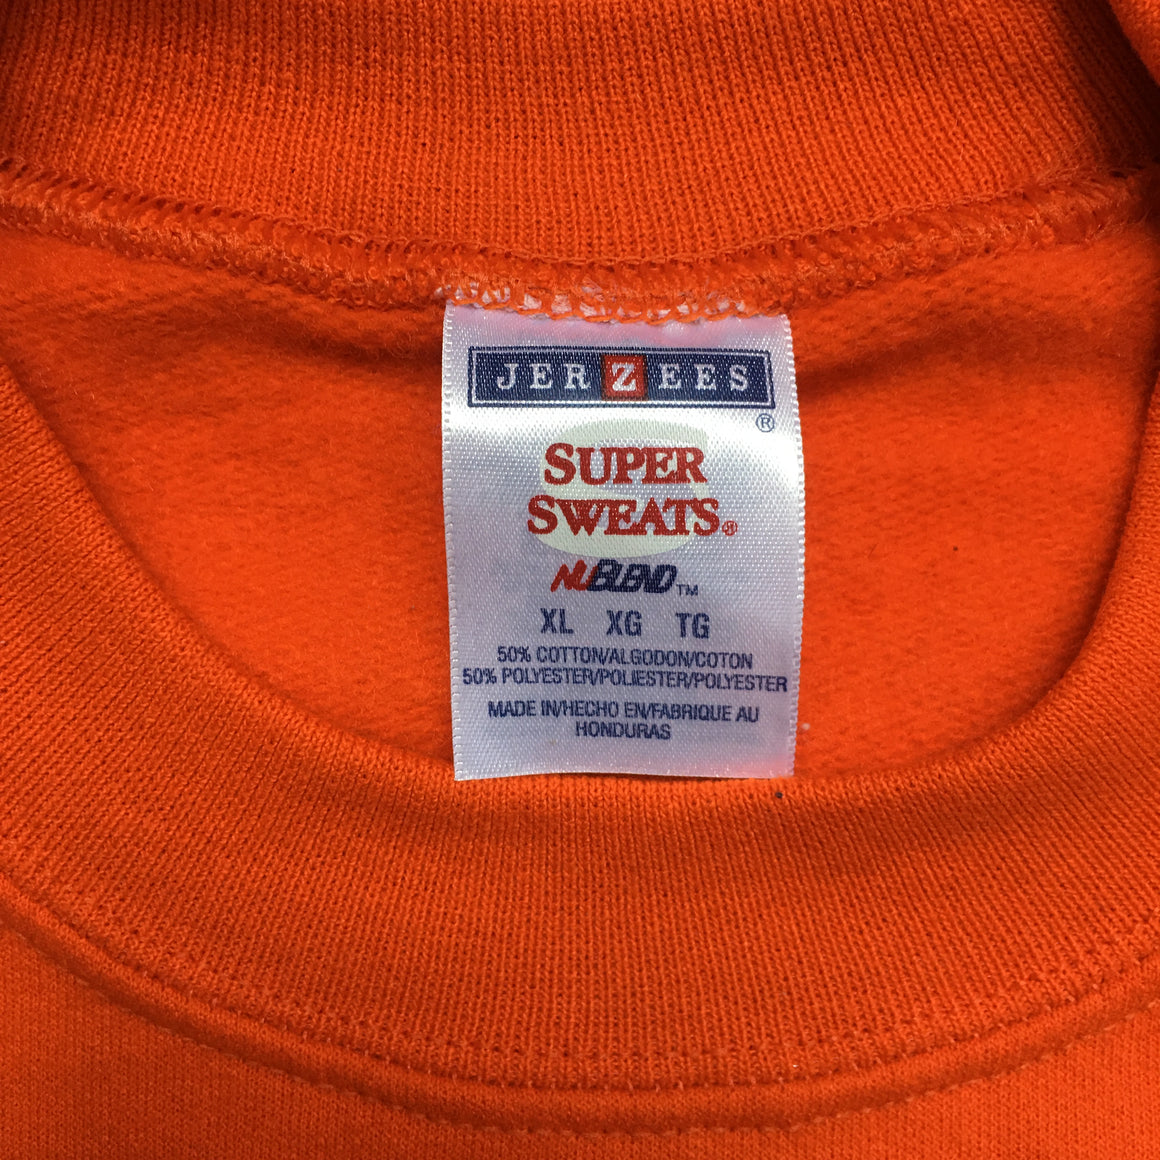 JERZEES
®
SUPER
SWEATS®
NUBLEND™
XL XG TG
50% COTTON/ALGODON/COTON
50% POLYESTER/POLIESTER/POLYESTER
MADE IN/HECHO EN/FABRIQUE AU
HONDURAS